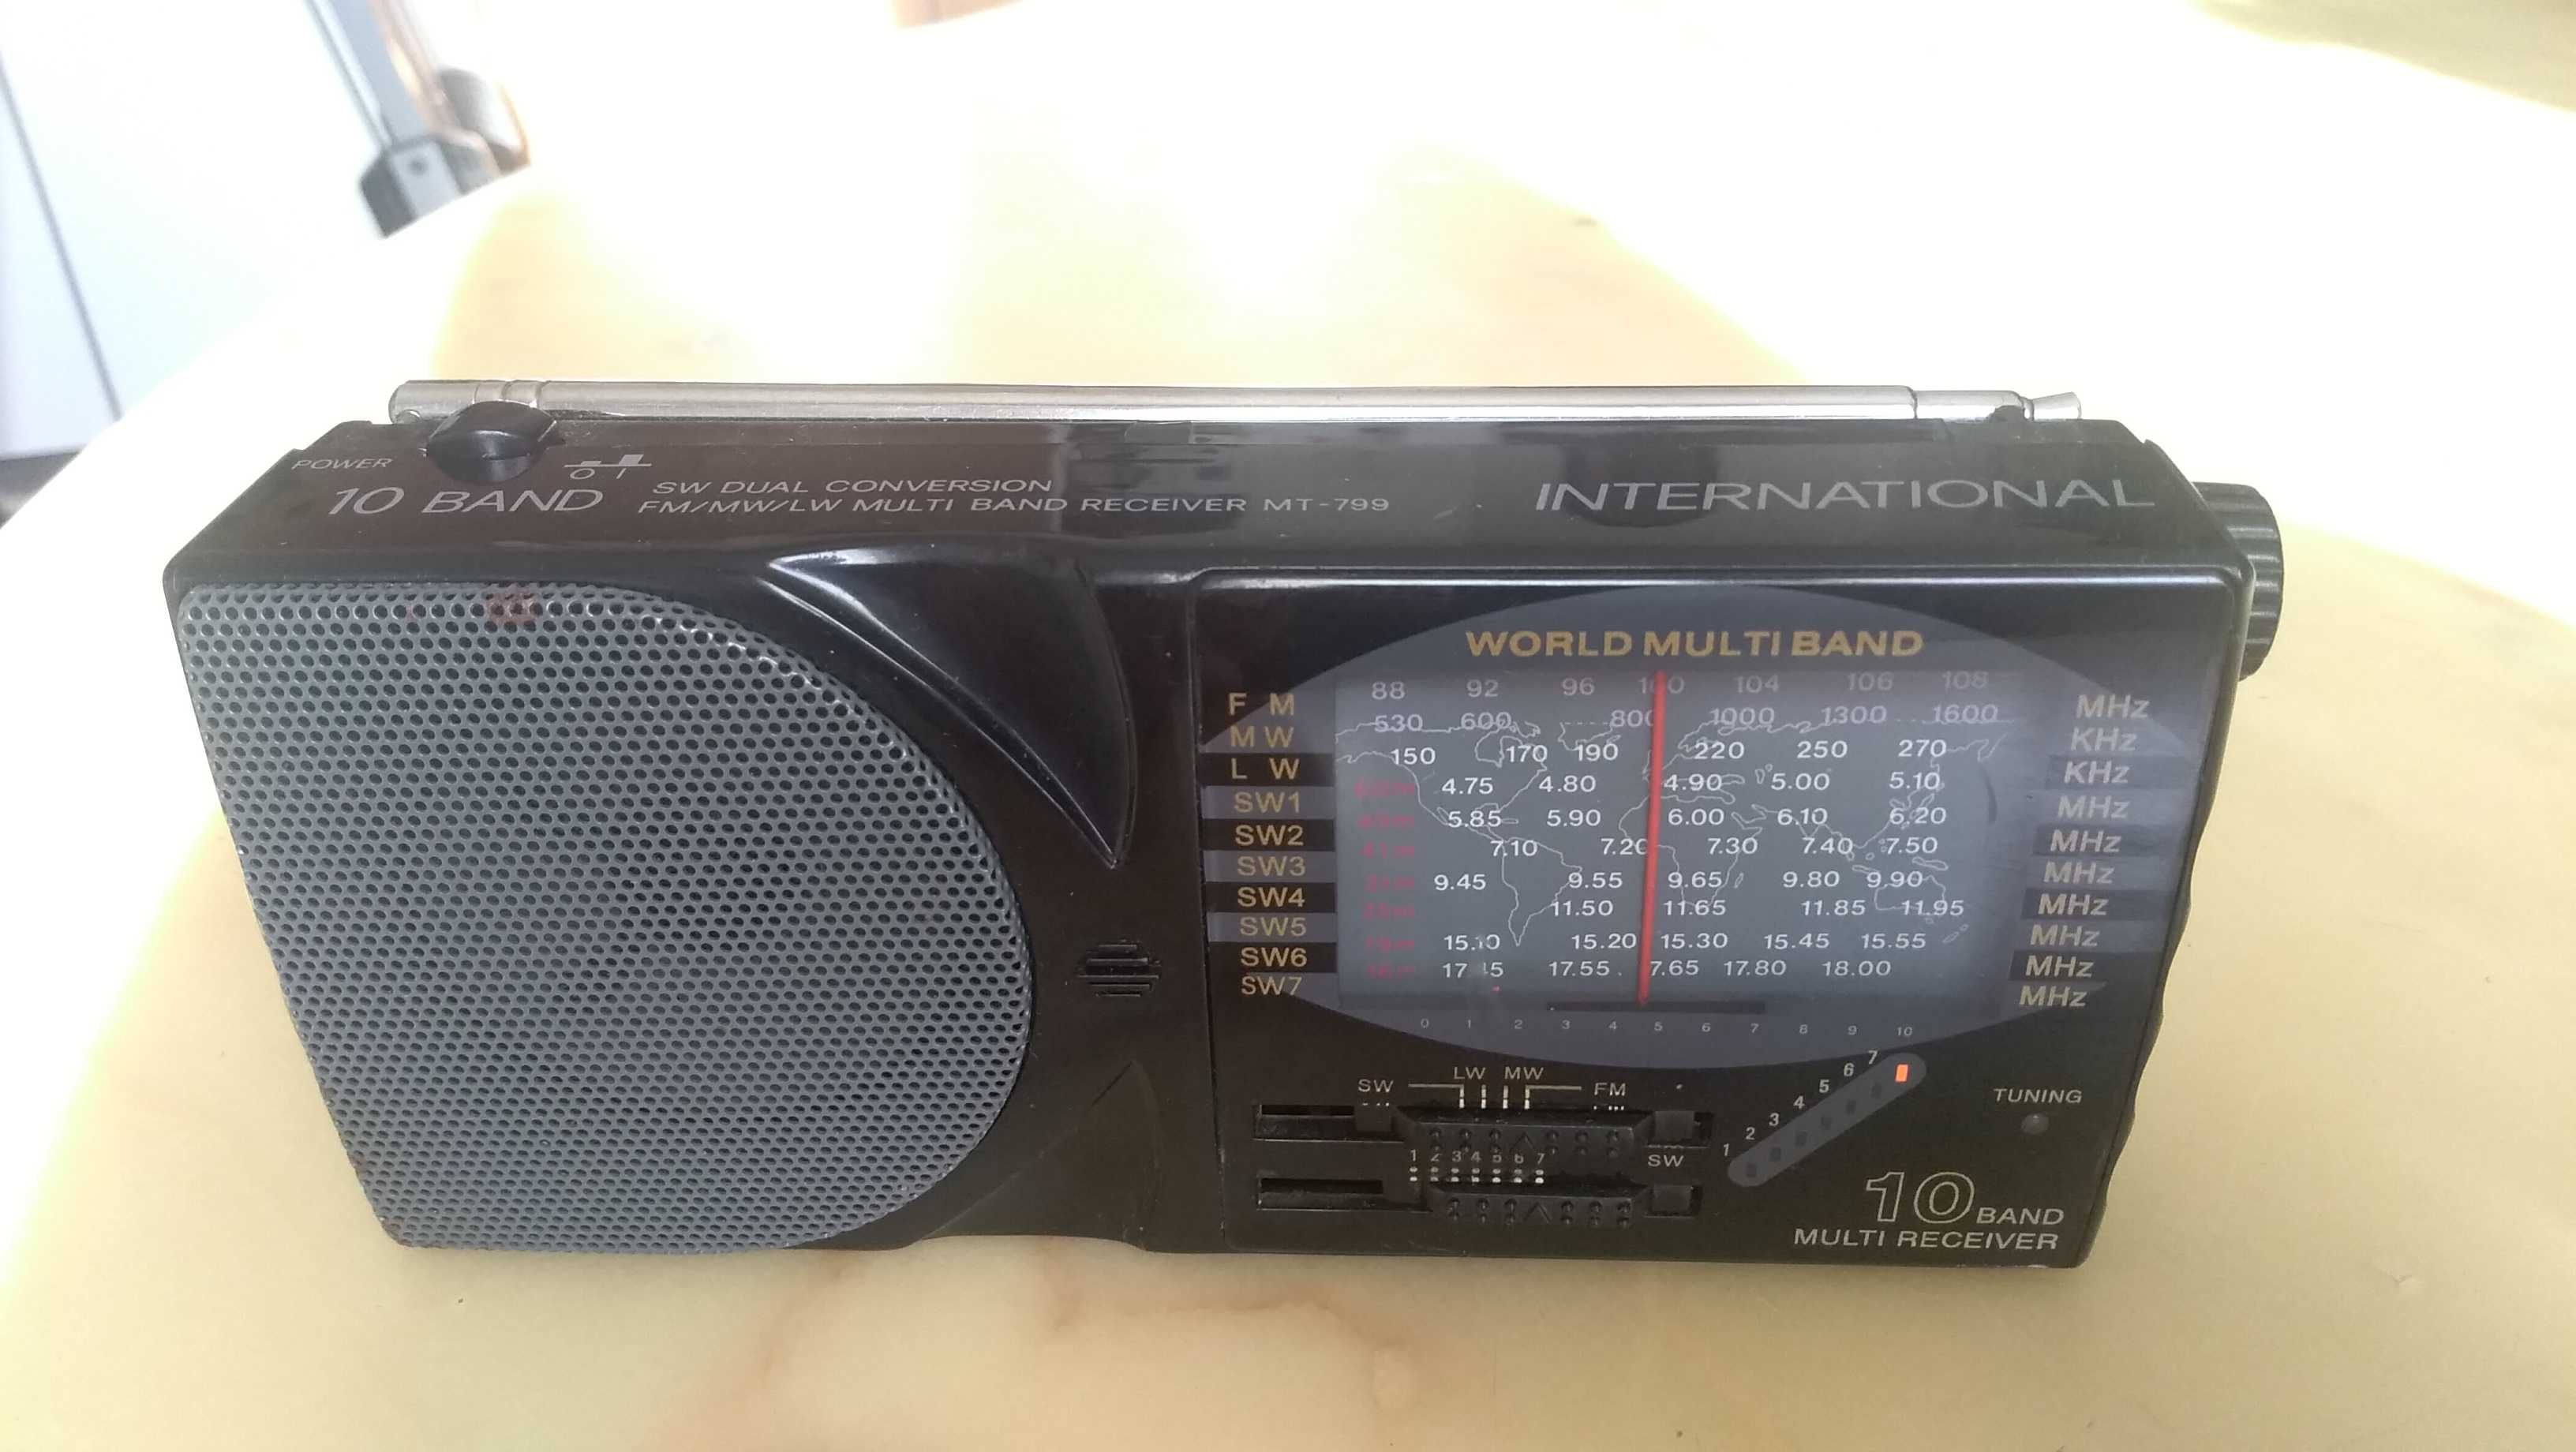 POWER
O I
10 BAND
SW DUAL CONVERSION
FM/MW/LW MULTI BAND RECEIVER MT-799
INTERNATIONAL
WORLD MULTI BAND
F M 88 92 96 100 104 106 108 MHz
M W 530 600 800 1000 1300 1600 KHz
L W 150 170 190 220 250 270 KHz
SW1 4.75 4.80 4.90 5.00 5.10 MHz
SW2 5.85 5.90 6.00 6.10 6.20 MHz
SW3 7.10 7.20 7.30 7.40 7.50 MHz
SW4 9.45 9.55 9.65 9.80 9.90 MHz
SW5 11.50 11.65 11.85 11.95 MHz
SW6 15.10 15.20 15.30 15.45 15.55 MHz
SW7 17.55 17.80 18.00 MHz
0 1 2 3 4 5 6 7 8 9 10
SW LW MW FM
1 2 3 4 5 6 7 SW
1 2 3 4 5 6 7
TUNING
10 BAND
MULTI RECEIVER